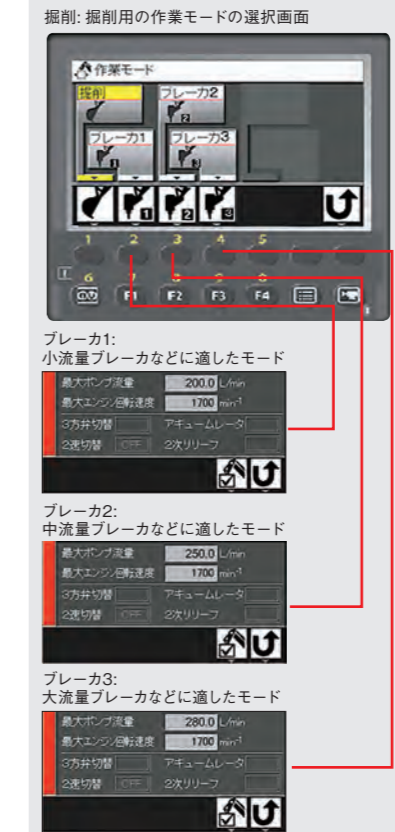 掘削: 掘削用の作業モードの選択画面
作業モード
掘削 ブレーカ2
2
ブレーカ1 ブレーカ3
1 3
1 2 3
1 2 3 4 5
6 7 8 9 0
F1 F2 F3 F4
ブレーカ1:
小流量ブレーカなどに適したモード
最大ポンプ流量 200.0 L/min
最大エンジン回転速度 1700 min-1
3方弁切替 アキュームレータ
2速切替 OFF 2次リリーフ
ブレーカ2:
中流量ブレーカなどに適したモード
最大ポンプ流量 250.0 L/min
最大エンジン回転速度 1700 min-1
3方弁切替 アキュームレータ
2速切替 OFF 2次リリーフ
ブレーカ3:
大流量ブレーカなどに適したモード
最大ポンプ流量 280.0 L/min
最大エンジン回転速度 1700 min-1
3方弁切替 アキュームレータ
2速切替 OFF 2次リリーフ